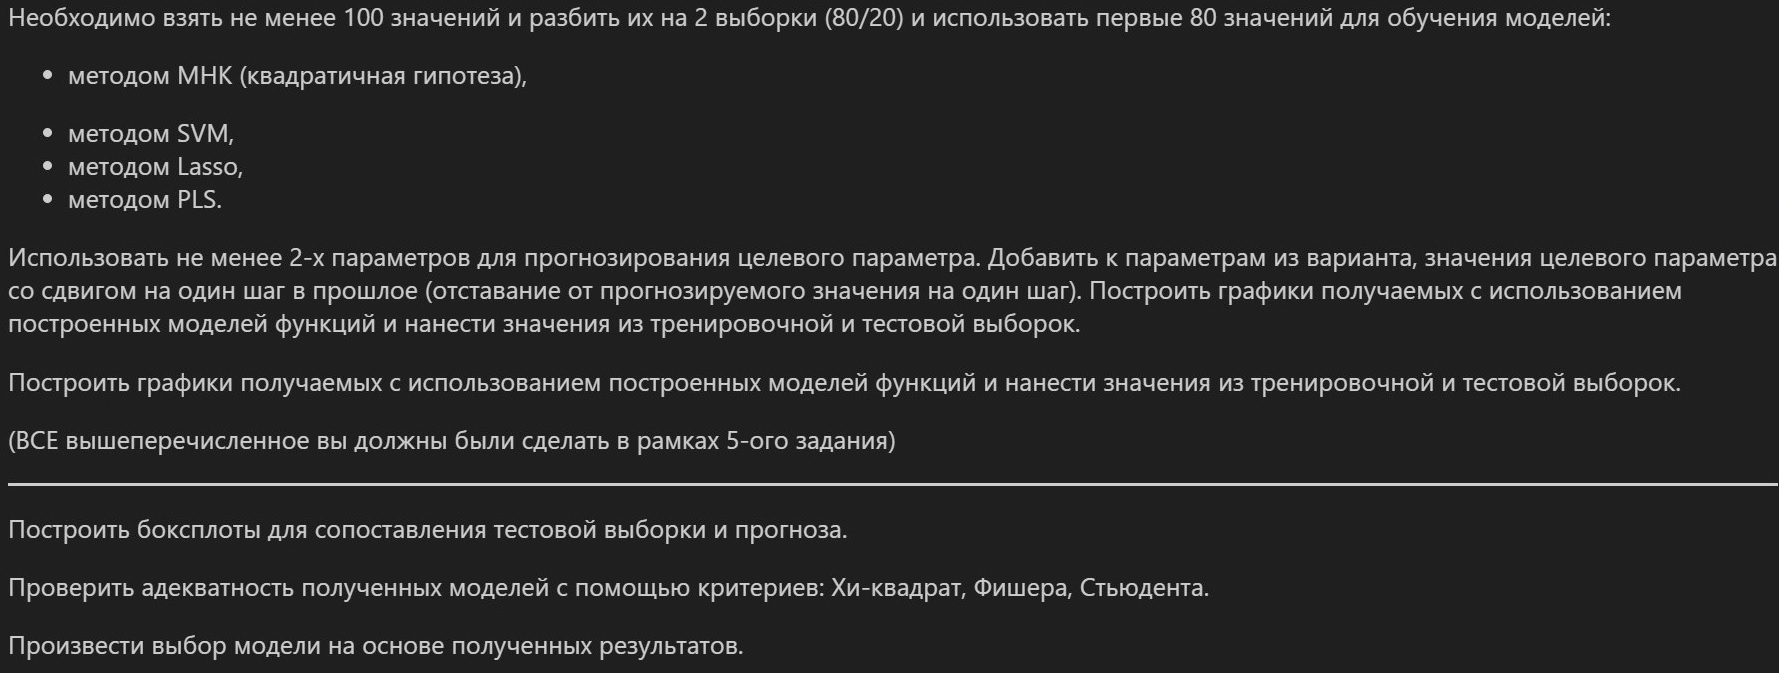 Необходимо взять не менее 100 значений и разбить их на 2 выборки (80/20) и использовать первые 80 значений для обучения моделей:
• методом МНК (квадратичная гипотеза),
• методом SVM,
• методом Lasso,
• методом PLS.
Использовать не менее 2-х параметров для прогнозирования целевого параметра. Добавить к параметрам из варианта, значения целевого параметра
со сдвигом на один шаг в прошлое (отставание от прогнозируемого значения на один шаг). Построить графики получаемых с использованием
построенных моделей функций и нанести значения из тренировочной и тестовой выборок.
Построить графики получаемых с использованием построенных моделей функций и нанести значения из тренировочной и тестовой выборок.
(ВСЕ вышеперечисленное вы должны были сделать в рамках 5-ого задания)
Построить боксплоты для сопоставления тестовой выборки и прогноза.
Проверить адекватность полученных моделей с помощью критериев: Хи-квадрат, Фишера, Стьюдента.
Произвести выбор модели на основе полученных результатов.